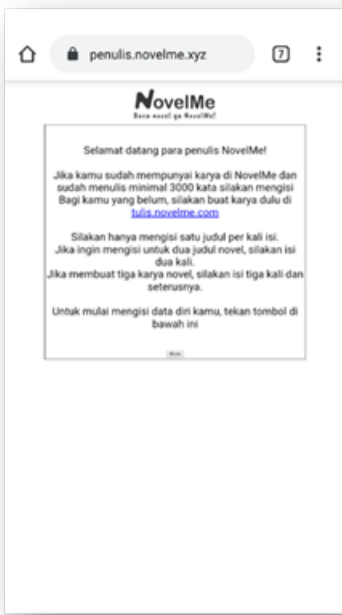 penulis.novelme.xyz
7
NovelMe
Baca novel ya NovelMe!
Selamat datang para penulis NovelMe!
Jika kamu sudah mempunyai karya di NovelMe dan
sudah menulis minimal 3000 kata silakan mengisi
Bagi kamu yang belum, silakan buat karya dulu di
tulis.novelme.com
Silakan hanya mengisi satu judul per kali isi.
Jika ingin mengisi untuk dua judul novel, silakan isi
dua kali.
Jika membuat tiga karya novel, silakan isi tiga kali dan
seterusnya.
Untuk mulai mengisi data diri kamu, tekan tombol di
bawah ini